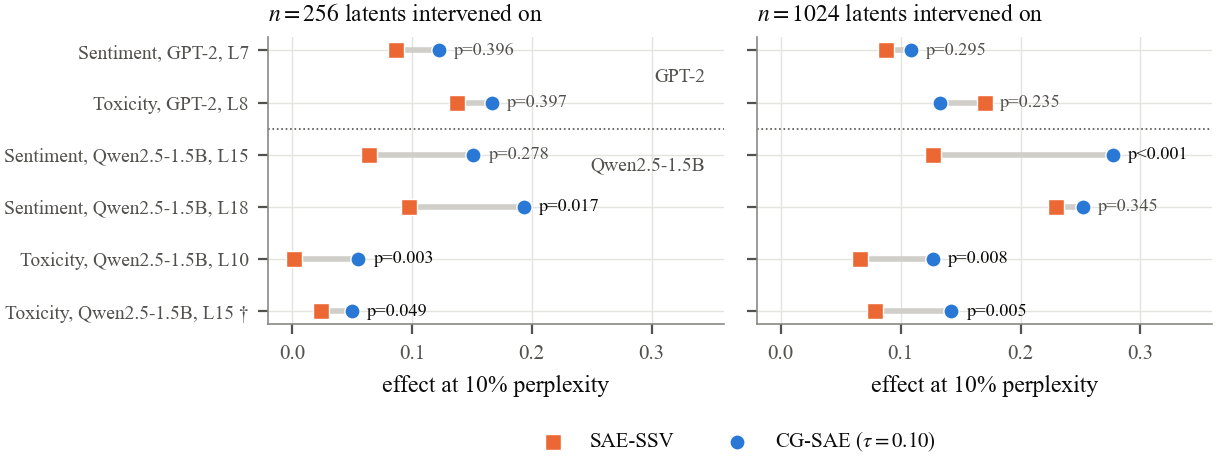 n = 256 latents intervened on
n = 1024 latents intervened on
Sentiment, GPT-2, L7
p=0.396
p=0.295
GPT-2
Toxicity, GPT-2, L8
p=0.397
p=0.235
Sentiment, Qwen2.5-1.5B, L15
p=0.278
p<0.001
Qwen2.5-1.5B
Sentiment, Qwen2.5-1.5B, L18
p=0.017
p=0.345
Toxicity, Qwen2.5-1.5B, L10
p=0.003
p=0.008
Toxicity, Qwen2.5-1.5B, L15 †
p=0.049
p=0.005
0.0 0.1 0.2 0.3
0.0 0.1 0.2 0.3
effect at 10% perplexity
effect at 10% perplexity
SAE-SSV
CG-SAE (τ = 0.10)